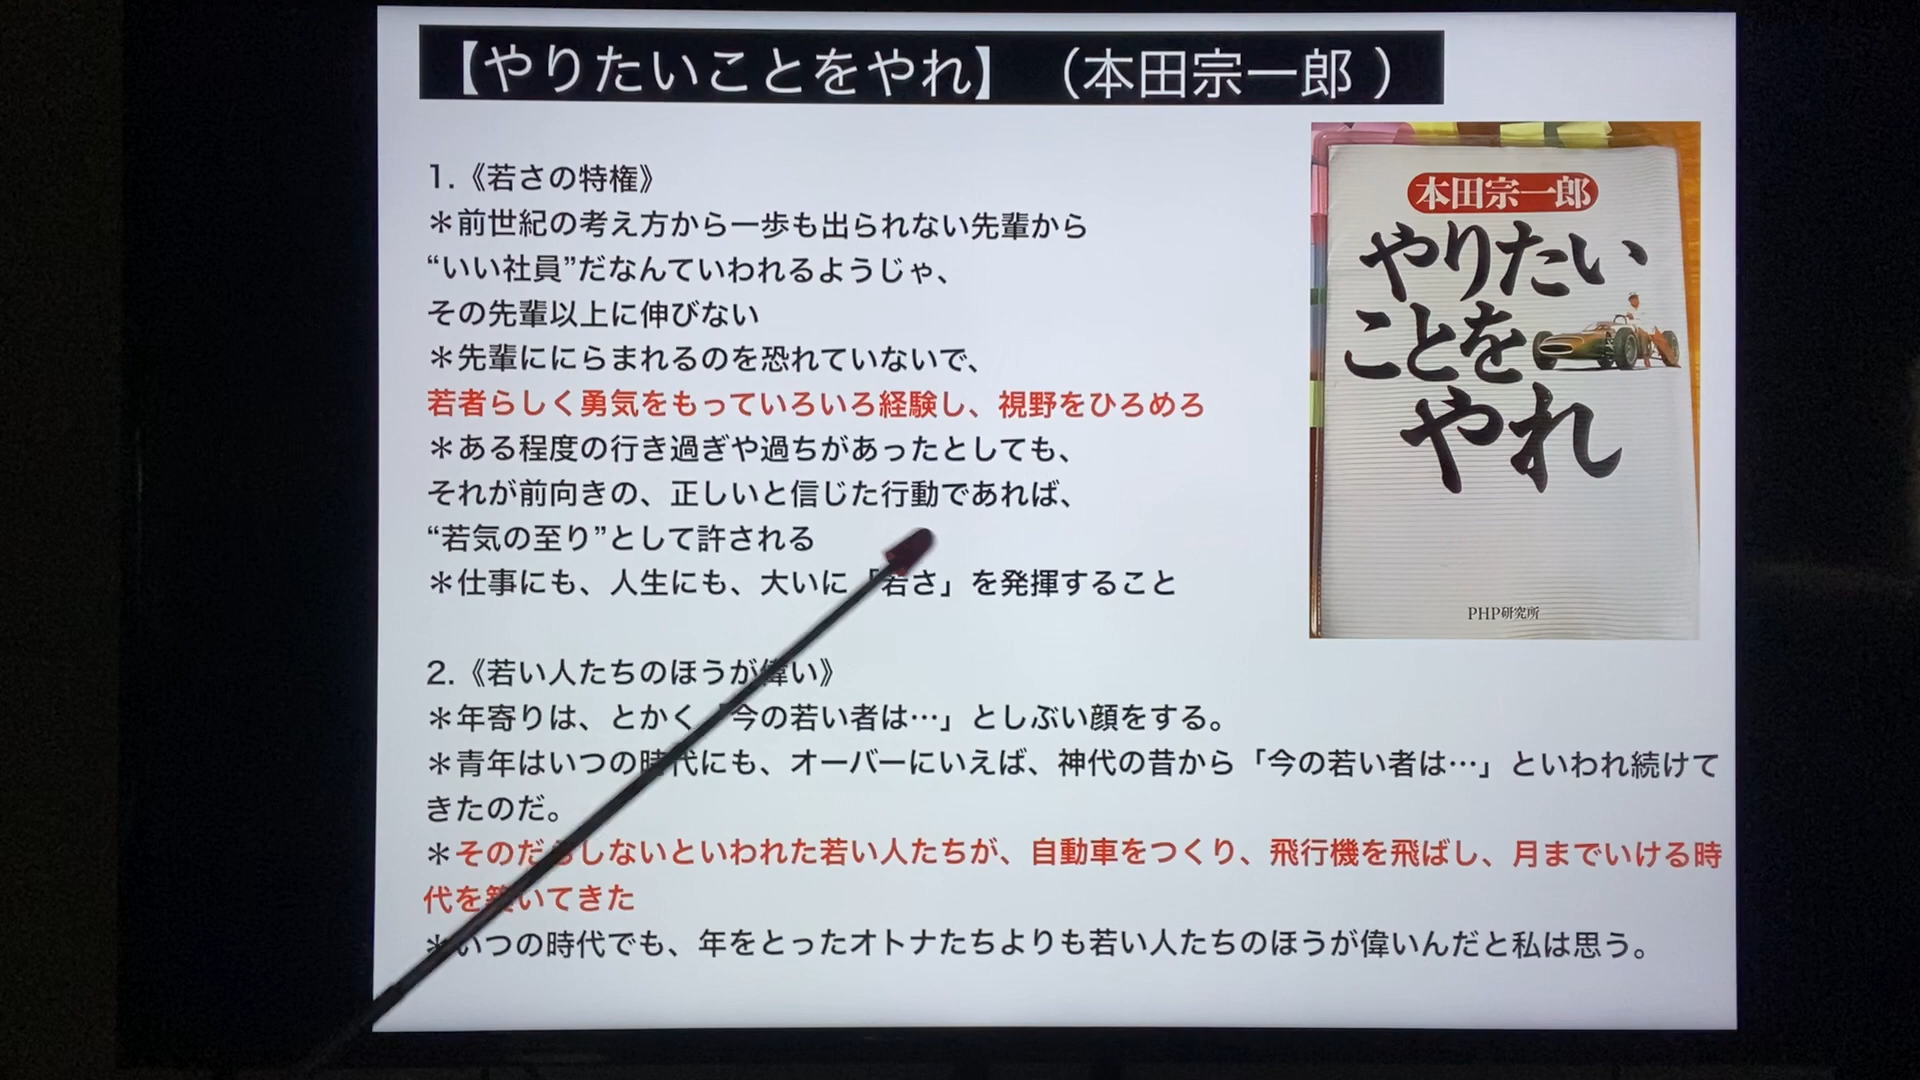 【やりたいことをやれ】（本田宗一郎 ）
1.《若さの特権》
＊前世紀の考え方から一歩も出られない先輩から
“いい社員”だなんていわれるようじゃ、
その先輩以上に伸びない
＊先輩ににらまれるのを恐れていないで、
若者らしく勇気をもっていろいろ経験し、視野をひろめろ
＊ある程度の行き過ぎや過ちがあったとしても、
それが前向きの、正しいと信じた行動であれば、
“若気の至り”として許される
＊仕事にも、人生にも、大いに「若さ」を発揮すること
2.《若い人たちのほうが偉い》
＊年寄りは、とかく「今の若い者は…」としぶい顔をする。
＊青年はいつの時代にも、オーバーにいえば、神代の昔から「今の若い者は…」といわれ続けて
きたのだ。
＊そのだらしないといわれた若い人たちが、自動車をつくり、飛行機を飛ばし、月までいける時
代を築いてきた
＊いつの時代でも、年をとったオトナたちよりも若い人たちのほうが偉いんだと私は思う。
本田宗一郎
やりたい
ことを
やれ
PHP研究所